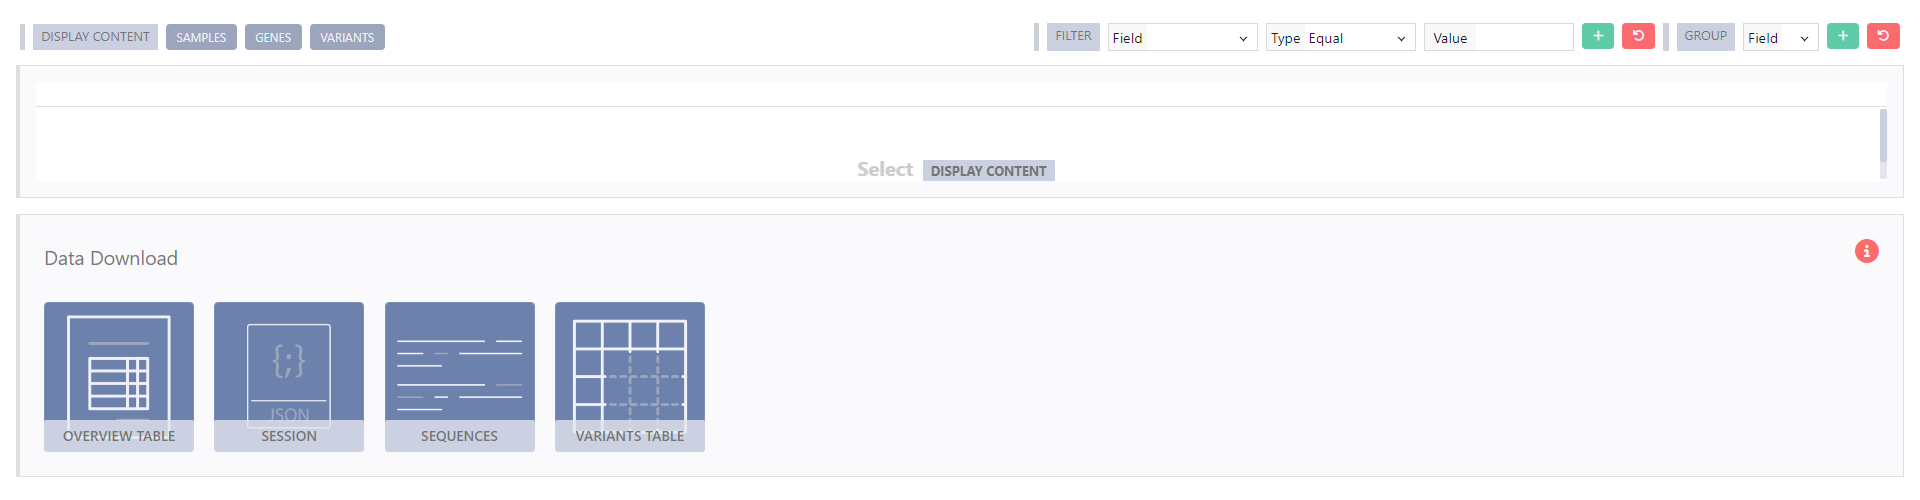 DISPLAY CONTENT SAMPLES GENES VARIANTS FILTER Field Type Equal Value + GROUP Field +
Select DISPLAY CONTENT
Data Download i
{;}
JSON
OVERVIEW TABLE SESSION SEQUENCES VARIANTS TABLE